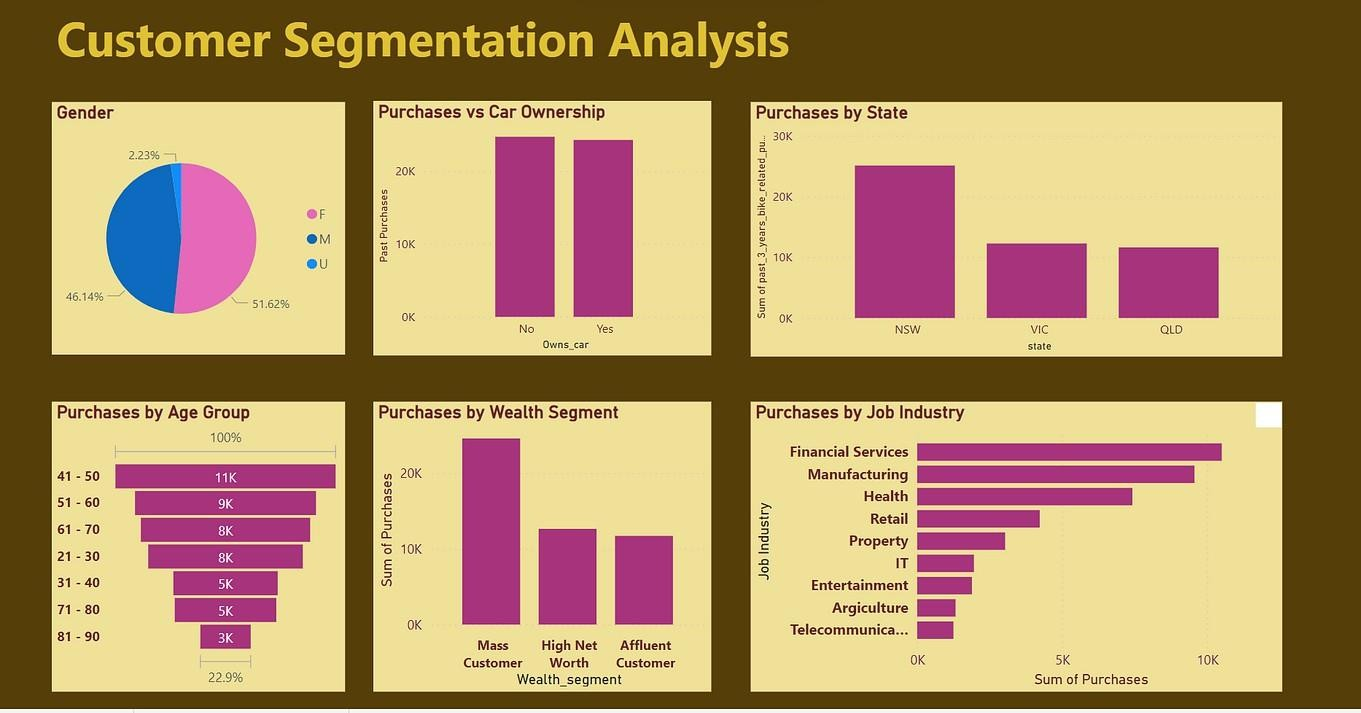 Customer Segmentation Analysis
Gender
2.23%
46.14%
51.62%
F
M
U
Purchases vs Car Ownership
Past Purchases
20K
10K
0K
No Yes
Owns_car
Purchases by State
Sum of past_3_years_bike_related_pu...
30K
20K
10K
0K
NSW VIC QLD
state
Purchases by Age Group
100%
41 - 50 11K
51 - 60 9K
61 - 70 8K
21 - 30 8K
31 - 40 5K
71 - 80 5K
81 - 90 3K
22.9%
Purchases by Wealth Segment
Sum of Purchases
20K
10K
0K
Mass Customer
High Net Worth
Affluent Customer
Wealth_segment
Purchases by Job Industry
Job Industry
Financial Services
Manufacturing
Health
Retail
Property
IT
Entertainment
Argiculture
Telecommunica...
0K 5K 10K
Sum of Purchases